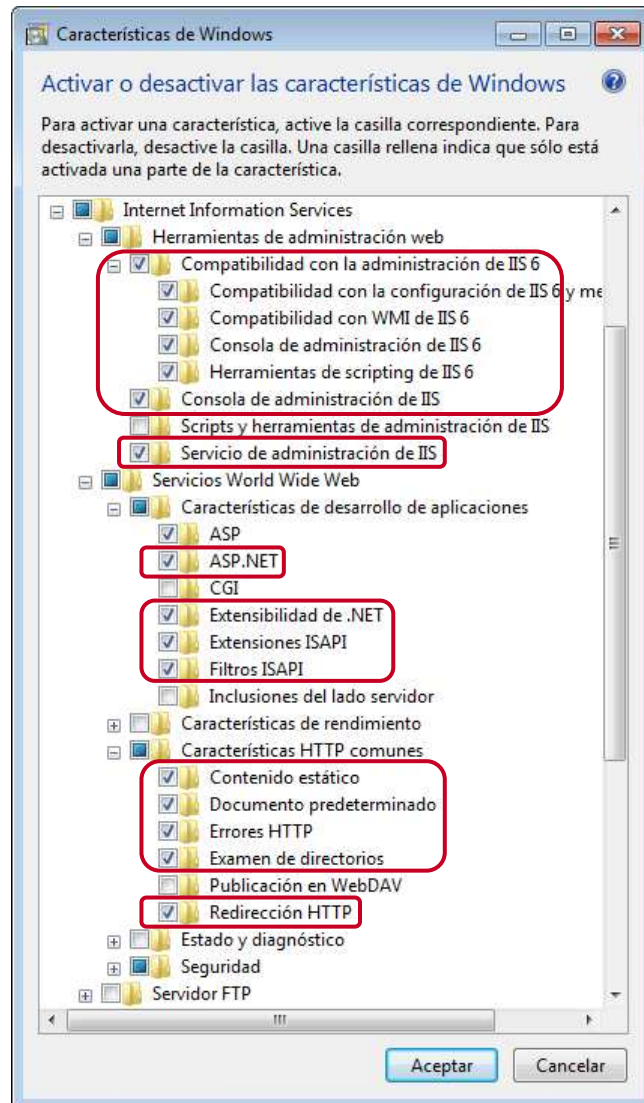 Características de Windows
Activar o desactivar las características de Windows
Para activar una característica, active la casilla correspondiente. Para
desactivarla, desactive la casilla. Una casilla rellena indica que sólo está
activada una parte de la característica.
Internet Information Services
Herramientas de administración web
Compatibilidad con la administración de IIS 6
Compatibilidad con la configuración de IIS 6 y me
Compatibilidad con WMI de IIS 6
Consola de administración de IIS 6
Herramientas de scripting de IIS 6
Consola de administración de IIS
Scripts y herramientas de administración de IIS
Servicio de administración de IIS
Servicios World Wide Web
Características de desarrollo de aplicaciones
ASP
ASP.NET
CGI
Extensibilidad de .NET
Extensiones ISAPI
Filtros ISAPI
Inclusiones del lado servidor
Características de rendimiento
Características HTTP comunes
Contenido estático
Documento predeterminado
Errores HTTP
Examen de directorios
Publicación en WebDAV
Redirección HTTP
Estado y diagnóstico
Seguridad
Servidor FTP
Aceptar Cancelar